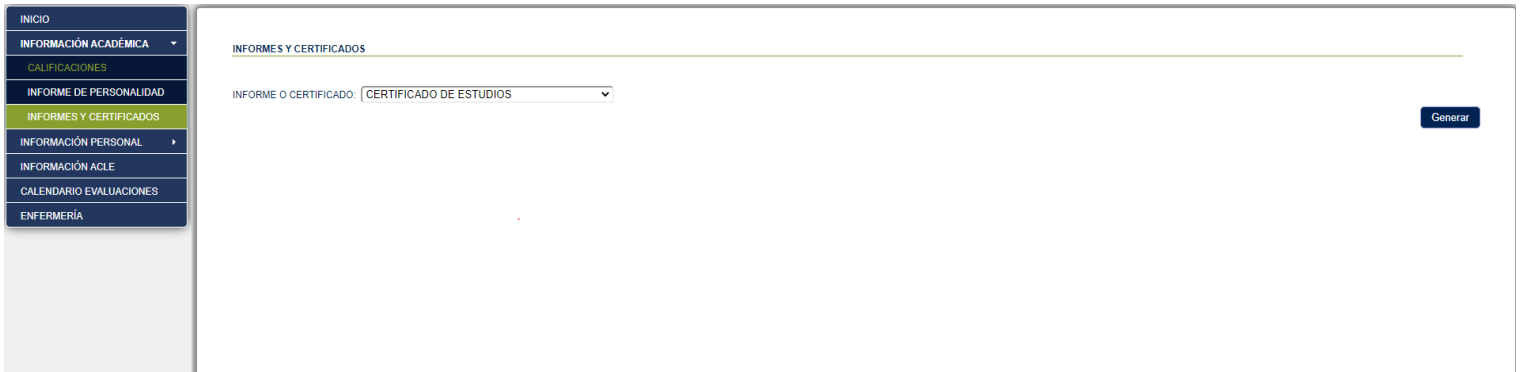 INICIO
INFORMACIÓN ACADÉMICA
CALIFICACIONES
INFORME DE PERSONALIDAD
INFORMES Y CERTIFICADOS
INFORMACIÓN PERSONAL
INFORMACIÓN ACLE
CALENDARIO EVALUACIONES
ENFERMERÍA
INFORMES Y CERTIFICADOS
INFORME O CERTIFICADO: CERTIFICADO DE ESTUDIOS
Generar